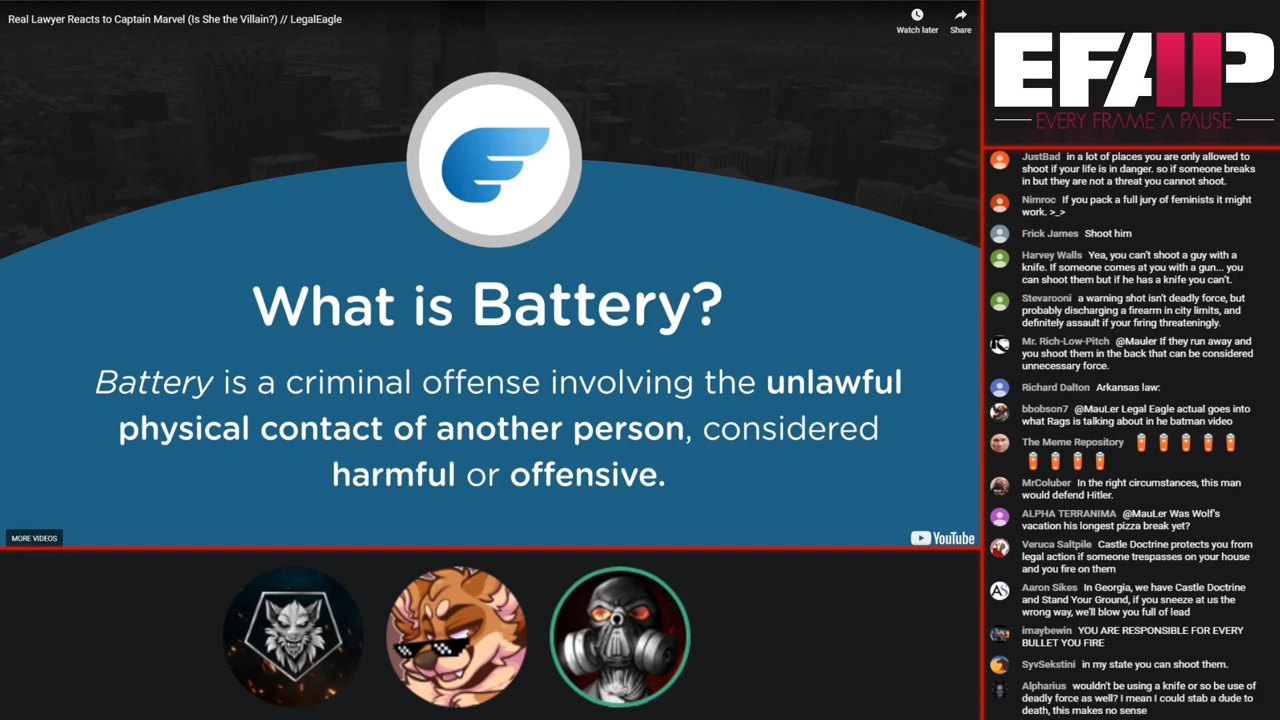 Real Lawyer Reacts to Captain Marvel (Is She the Villain?) // LegalEagle
Watch later
Share
What is Battery?
Battery is a criminal offense involving the unlawful
physical contact of another person, considered
harmful or offensive.
MORE VIDEOS
YouTube
EFAP
EVERY FRAME A PAUSE
JustBad in a lot of places you are only allowed to
shoot if your life is in danger. so if someone breaks
in but they are not a threat you cannot shoot.
Nimroc If you pack a full jury of feminists it might
work. >_>
Frick James Shoot him
Harvey Walls Yea, you can't shoot a guy with a
knife. If someone comes at you with a gun... you
can shoot them but if he has a knife you can't.
Stevarooni a warning shot isn't deadly force, but
probably discharging a firearm in city limits, and
definitely assault if your firing threateningly.
Mr. Rich-Low-Pitch @Mauler If they run away and
you shoot them in the back that can be considered
unnecessary force.
Richard Dalton Arkansas law:
bbobson7 @MauLer Legal Eagle actual goes into
what Rags is talking about in he batman video
The Meme Repository
MrColuber In the right circumstances, this man
would defend Hitler.
ALPHA TERRANIMA @MauLer Was Wolf's
vacation his longest pizza break yet?
Veruca Saltpile Castle Doctrine protects you from
legal action if someone trespasses on your house
and you fire on them
AS
Aaron Sikes In Georgia, we have Castle Doctrine
and Stand Your Ground, if you sneeze at us the
wrong way, we'll blow you full of lead
imaybewin YOU ARE RESPONSIBLE FOR EVERY
BULLET YOU FIRE
SyvSekstini in my state you can shoot them.
Alpharius wouldn't be using a knife or so be use of
deadly force as well? I mean I could stab a dude to
death, this makes no sense